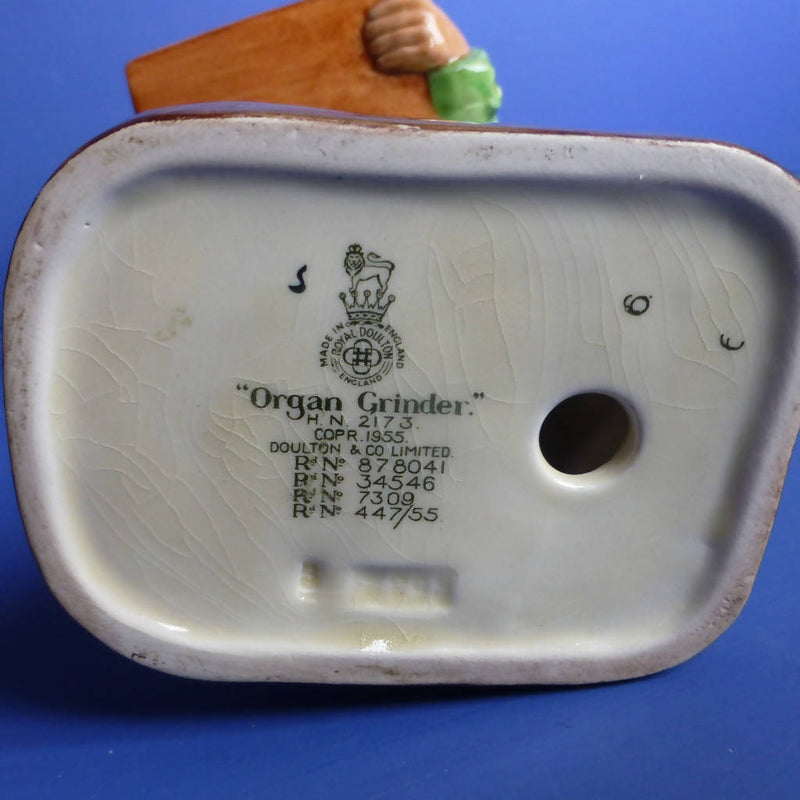 MADE IN ENGLAND
ROYAL DOULTON
ENGLAND
"Organ Grinder."
H. N. 2173.
COPR. 1955.
DOULTON & CO LIMITED.
Rᵈ Nº 878041
Rᵈ Nº 34546
Rᵈ Nº 7309
Rᵈ Nº 447/55.
6